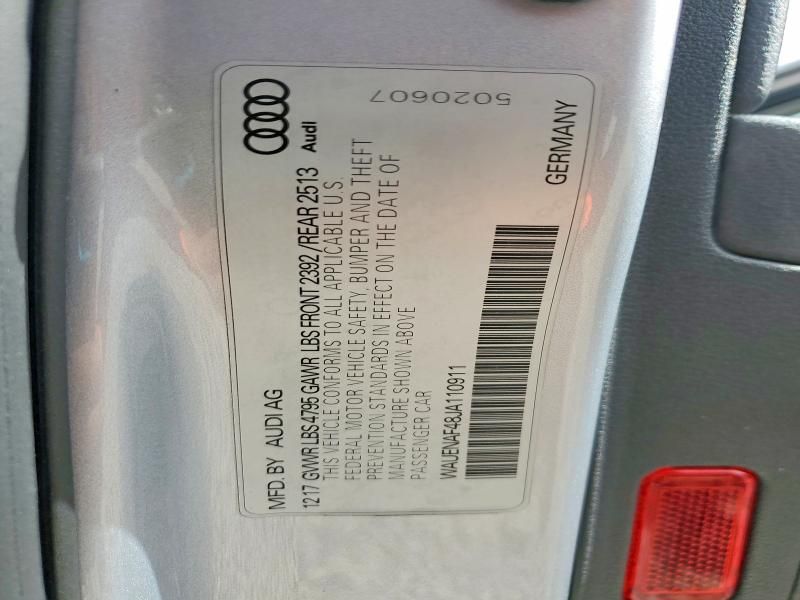 MFD. BY AUDI AG
1217 GVWR LBS 4795 GAWR LBS FRONT 2392 /REAR 2513
THIS VEHICLE CONFORMS TO ALL APPLICABLE U.S.
FEDERAL MOTOR VEHICLE SAFETY, BUMPER AND THEFT
PREVENTION STANDARDS IN EFFECT ON THE DATE OF
MANUFACTURE SHOWN ABOVE
PASSENGER CAR
WAUENAF48JA110911
Audi
5020607
GERMANY